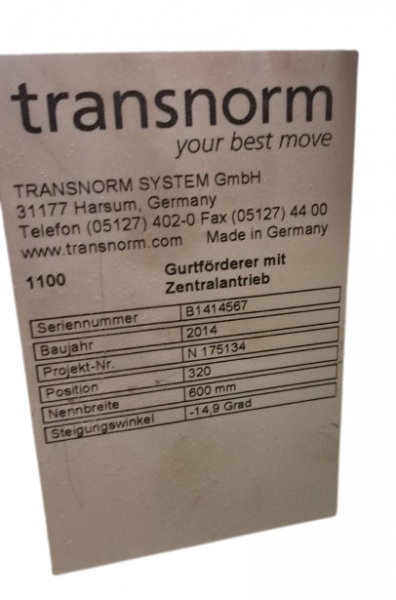 transnorm
your best move
TRANSNORM SYSTEM GmbH
31177 Harsum, Germany
Telefon (05127) 402-0 Fax (05127) 44 00
www.transnorm.com Made in Germany
1100 Gurtförderer mit
Zentralantrieb
Seriennummer B1414567
Baujahr 2014
Projekt-Nr. N 175134
Position 320
Nennbreite 600 mm
Steigungswinkel -14,9 Grad